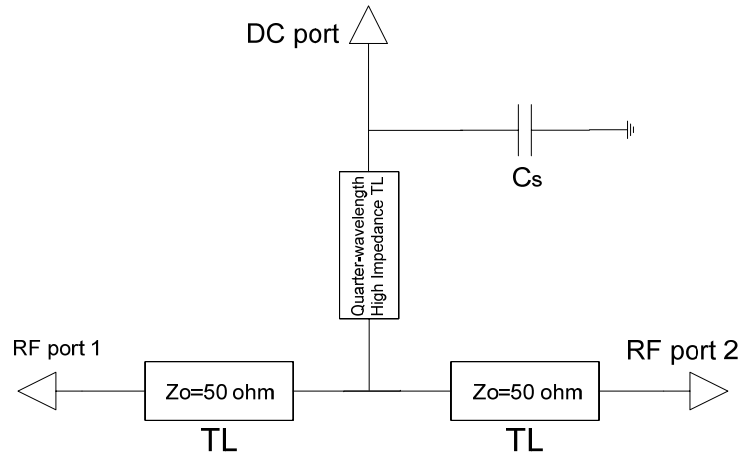 DC port
Cs
Quarter-wavelength
High Impedance TL
RF port 1
RF port 2
Zo=50 ohm
Zo=50 ohm
TL
TL